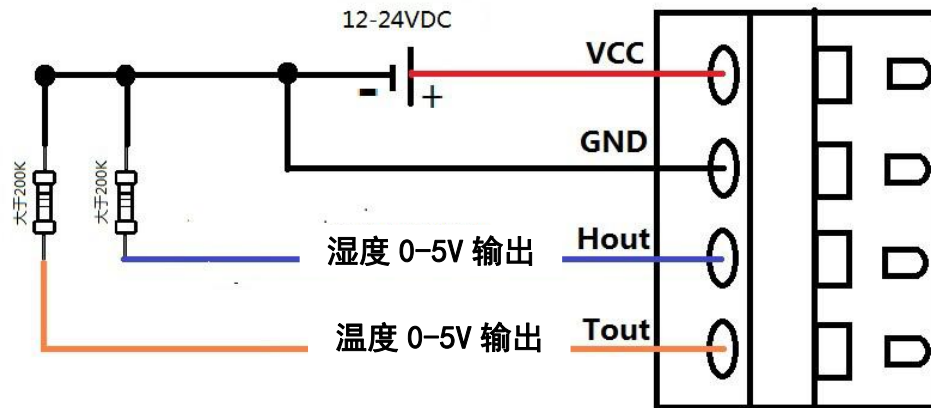 12-24VDC
VCC
- +
GND
大于200K
大于200K
湿度 0-5V 输出
Hout
温度 0-5V 输出
Tout